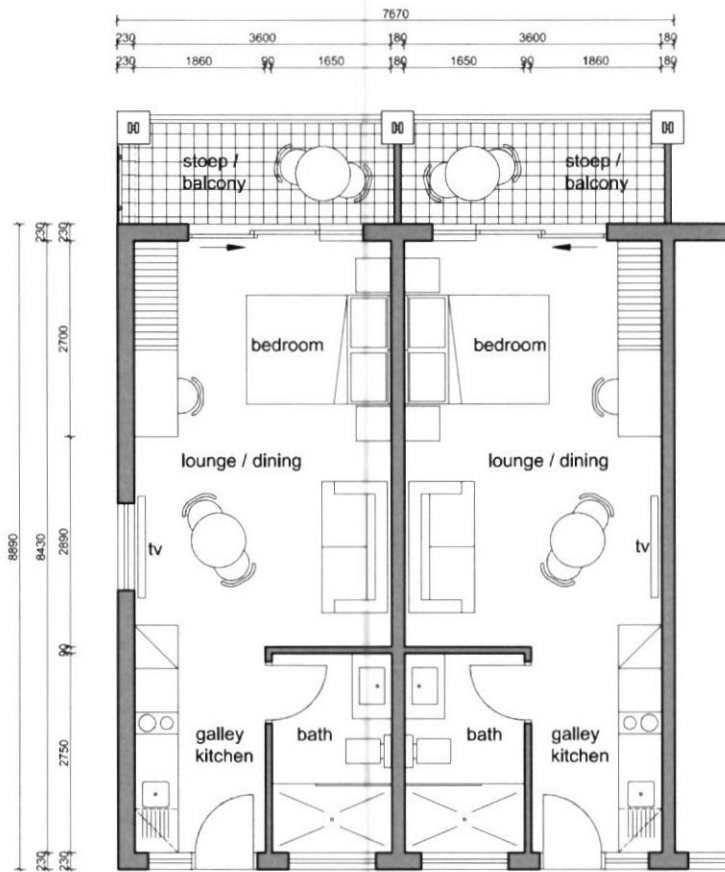 7670
230 3600 180 3600 180
230 1860 90 1650 180 1650 90 1860 180
stoep /
balcony
stoep /
balcony
230 230
2700
bedroom
bedroom
lounge / dining
lounge / dining
8890
8430
2890
tv
tv
90
2750
galley
kitchen
bath
bath
galley
kitchen
230 230